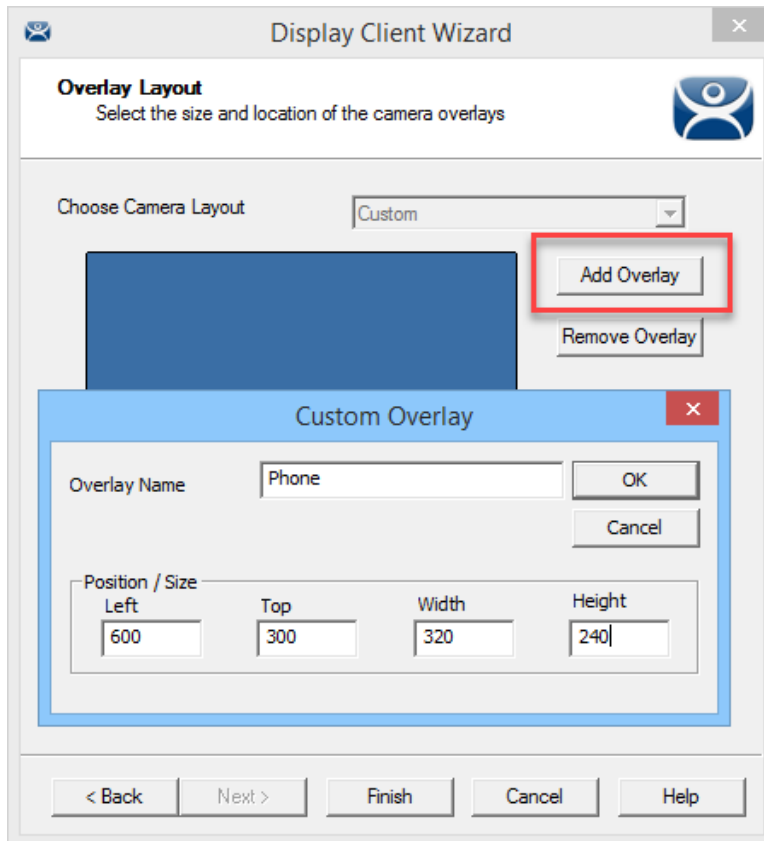 Display Client Wizard
Overlay Layout
Select the size and location of the camera overlays
Choose Camera Layout
Custom
Add Overlay
Remove Overlay
Custom Overlay
Overlay Name
Phone
OK
Cancel
Position / Size
Left Top Width Height
600 300 320 240
< Back Next > Finish Cancel Help